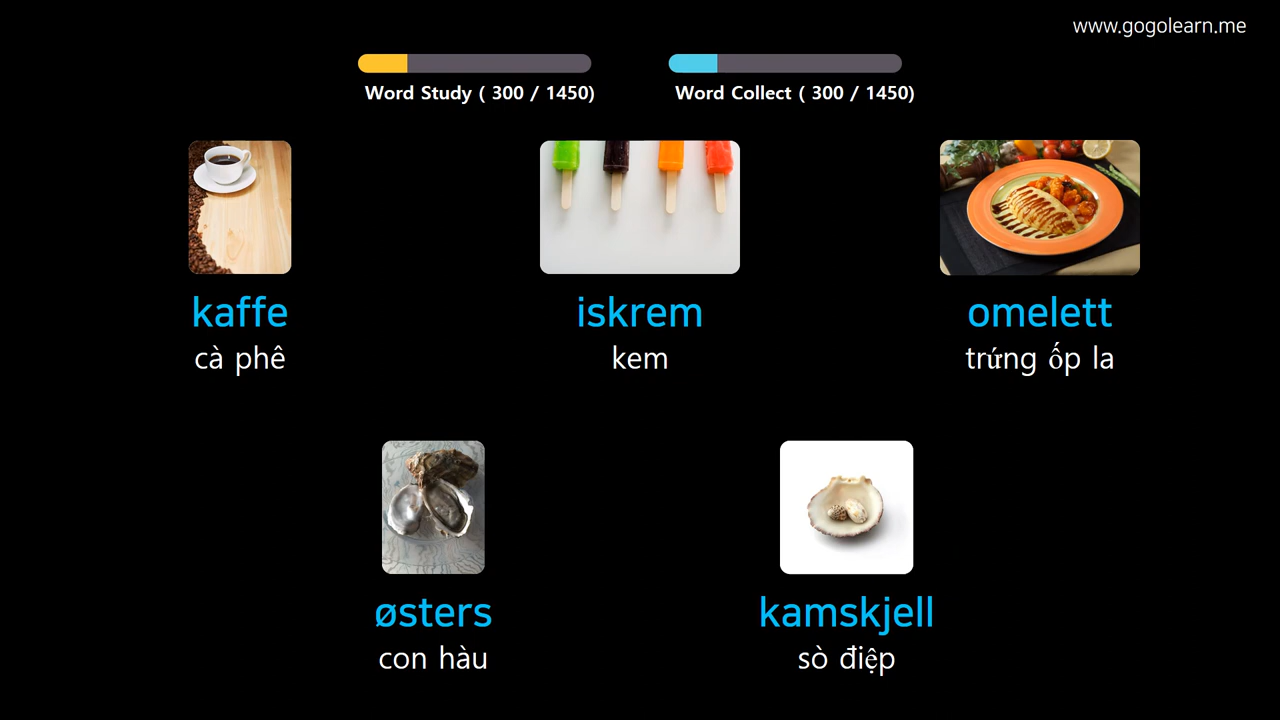 www.gogolearn.me
Word Study ( 300 / 1450)
Word Collect ( 300 / 1450)
kaffe
cà phê
iskrem
kem
omelett
trứng ốp la
østers
con hàu
kamskjell
sò điệp